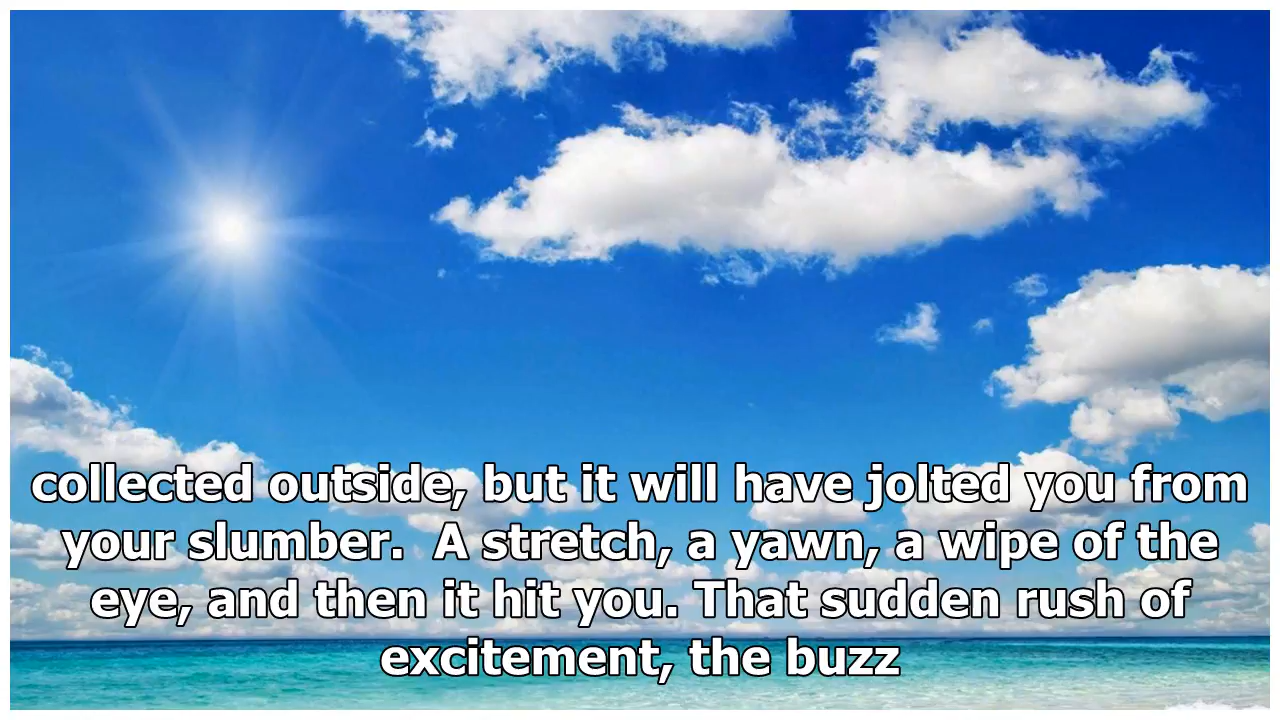 collected outside, but it will have jolted you from
your slumber.  A stretch, a yawn, a wipe of the
eye, and then it hit you. That sudden rush of
excitement, the buzz